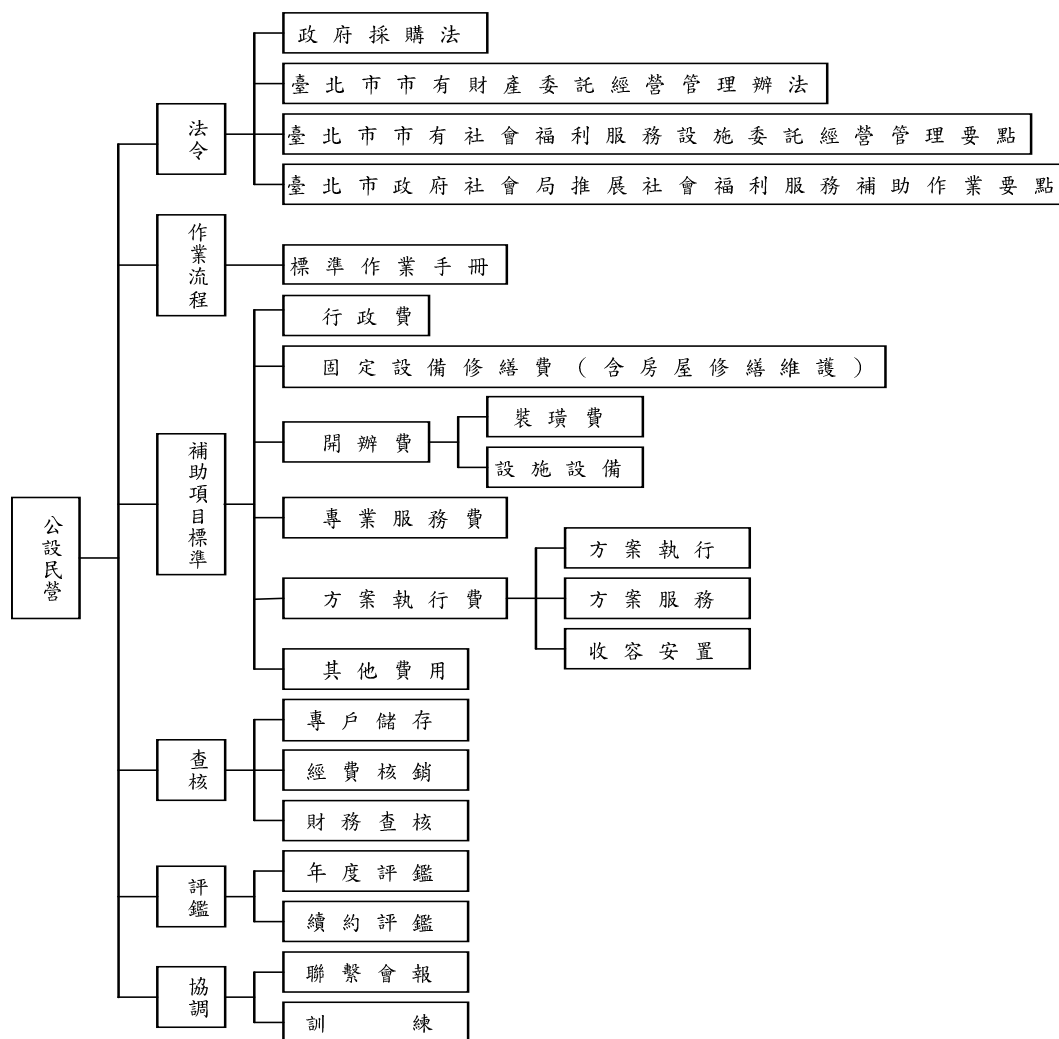 公設民營
法令
政府採購法
臺北市市有財產委託經營管理辦法
臺北市市有社會福利服務設施委託經營管理要點
臺北市政府社會局推展社會福利服務補助作業要點
作業流程
標準作業手冊
補助項目標準
行政費
固定設備修繕費(含房屋修繕維護)
開辦費
裝璜費
設施設備
專業服務費
方案執行費
方案執行
方案服務
收容安置
其他費用
查核
專戶儲存
經費核銷
財務查核
評鑑
年度評鑑
續約評鑑
協調
聯繫會報
訓練